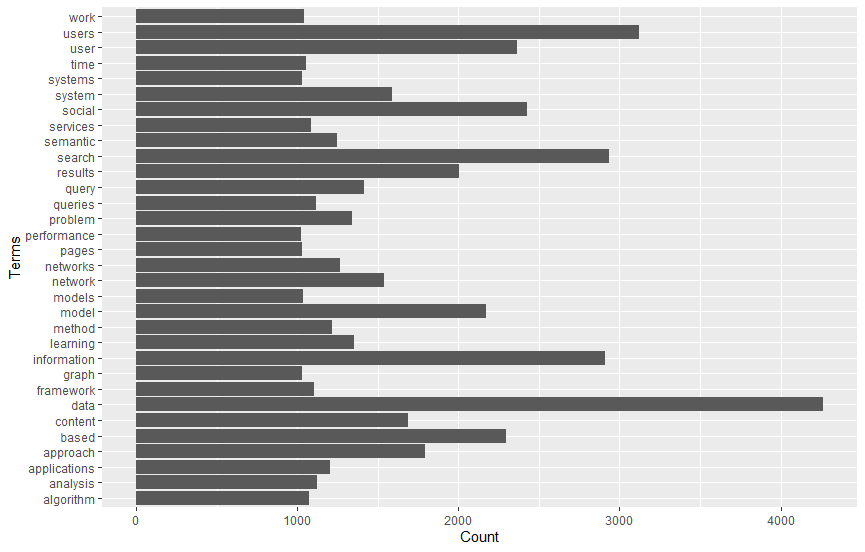 work
users
user
time
systems
system
social
services
semantic
search
results
query
queries
problem
performance
pages
networks
network
models
model
method
learning
information
graph
framework
data
content
based
approach
applications
analysis
algorithm
Terms
0 1000 2000 3000 4000
Count